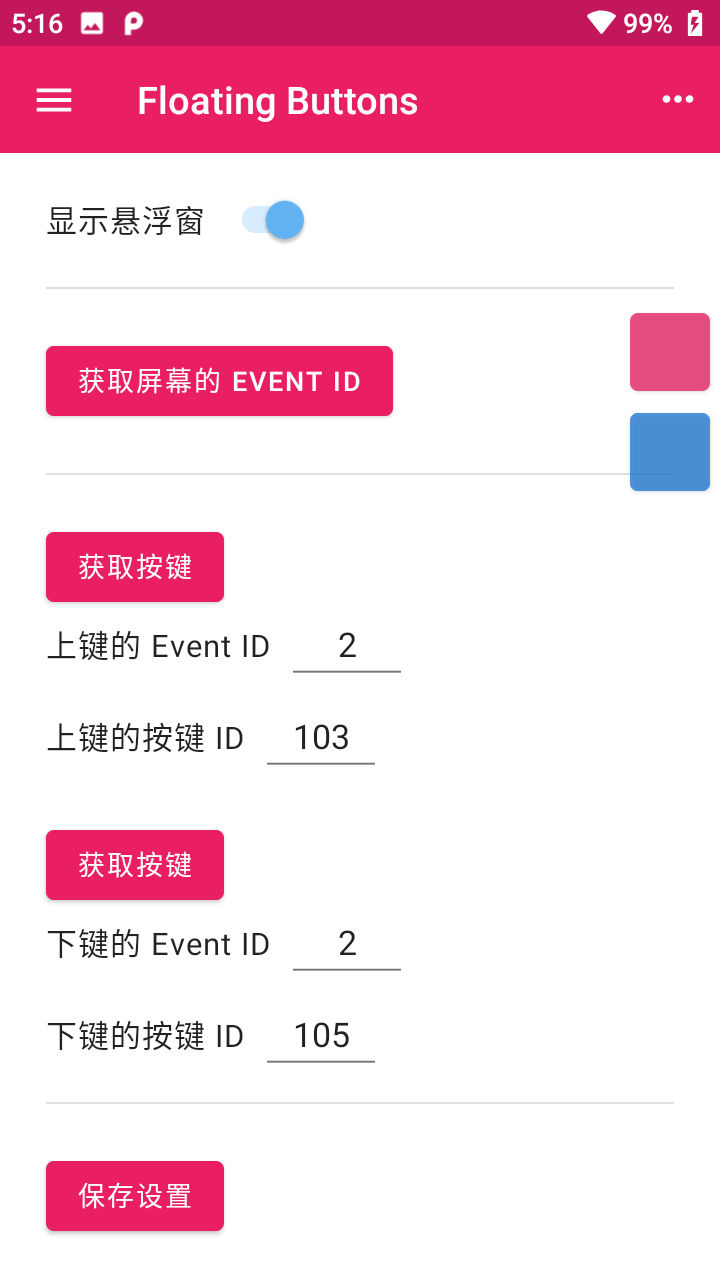 5:16
99%
Floating Buttons
显示悬浮窗
获取屏幕的 EVENT ID
获取按键
上键的 Event ID 2
上键的按键 ID 103
获取按键
下键的 Event ID 2
下键的按键 ID 105
保存设置